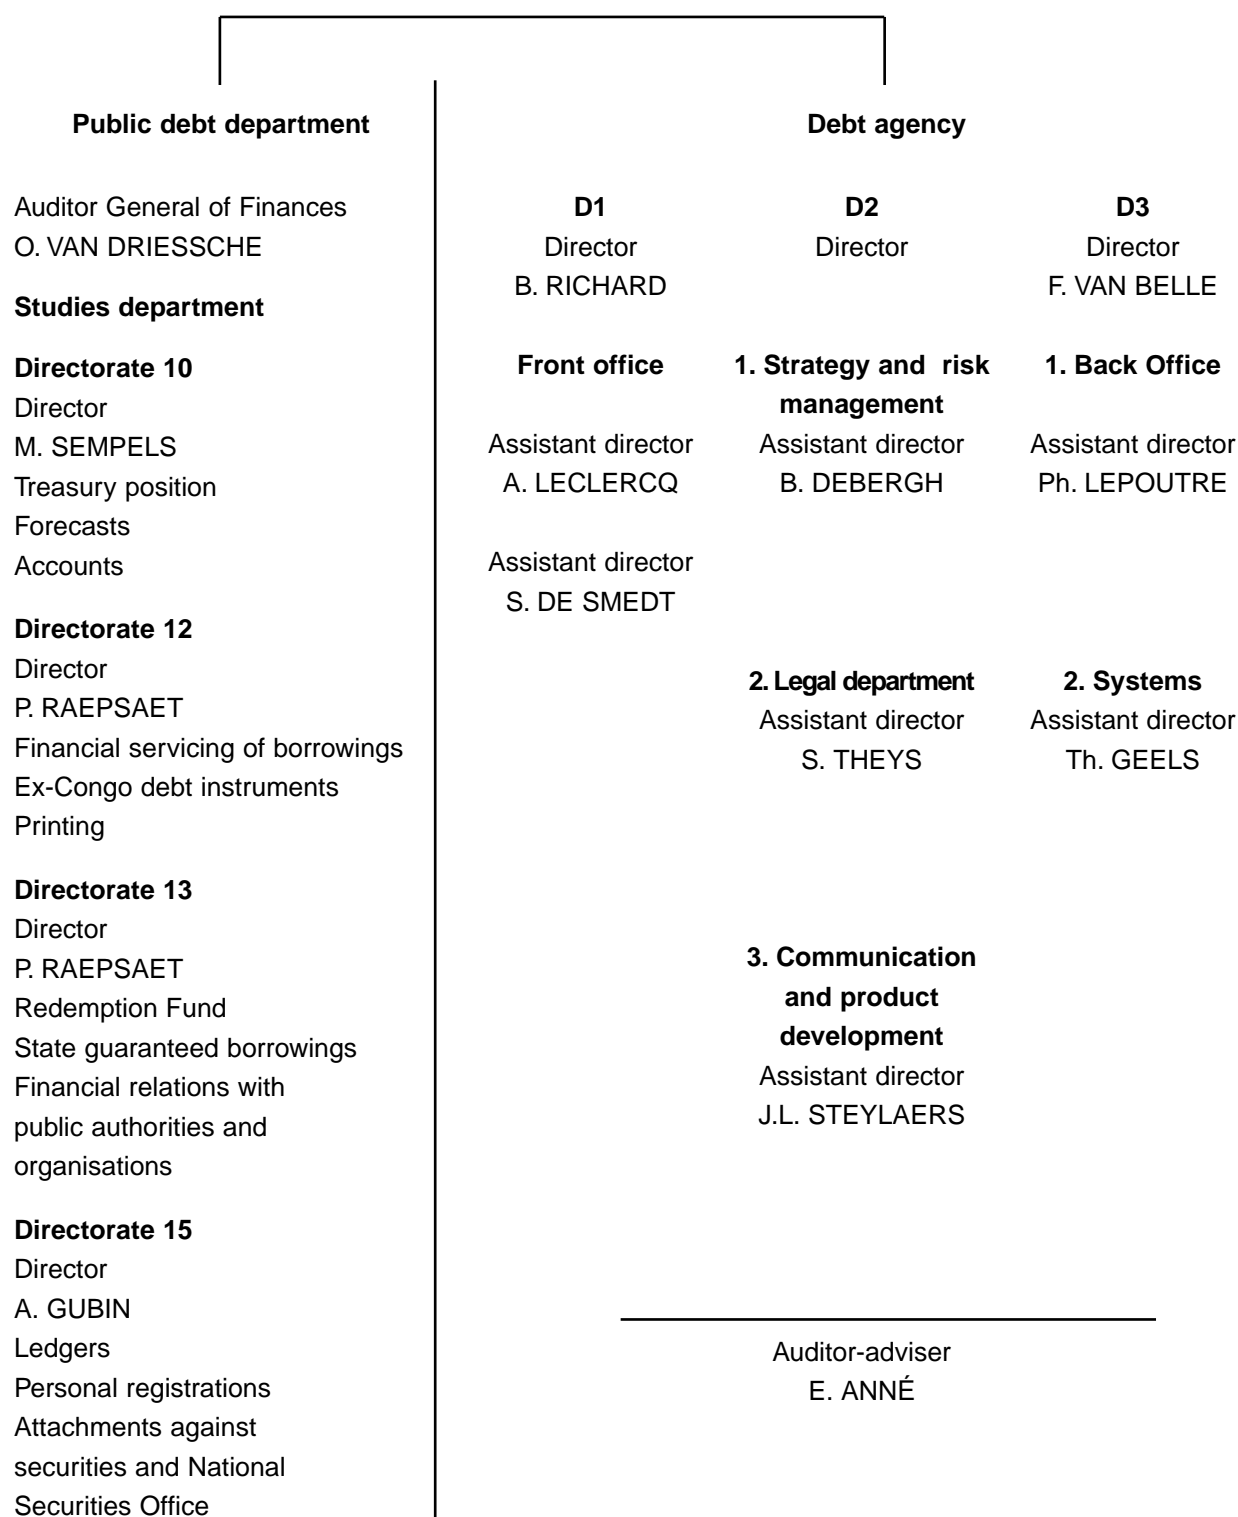 Public debt department
Auditor General of Finances
O. VAN DRIESSCHE
Studies department
Directorate 10
Director
M. SEMPELS
Treasury position
Forecasts
Accounts
Directorate 12
Director
P. RAEPSAET
Financial servicing of borrowings
Ex-Congo debt instruments
Printing
Directorate 13
Director
P. RAEPSAET
Redemption Fund
State guaranteed borrowings
Financial relations with
public authorities and
organisations
Directorate 15
Director
A. GUBIN
Ledgers
Personal registrations
Attachments against
securities and National
Securities Office
Debt agency
D1
Director
B. RICHARD
Front office
Assistant director
A. LECLERCQ
Assistant director
S. DE SMEDT
D2
Director
1. Strategy and risk
management
Assistant director
B. DEBERGH
2. Legal department
Assistant director
S. THEYS
3. Communication
and product
development
Assistant director
J.L. STEYLAERS
D3
Director
F. VAN BELLE
1. Back Office
Assistant director
Ph. LEPOUTRE
2. Systems
Assistant director
Th. GEELS
Auditor-adviser
E. ANNÉ